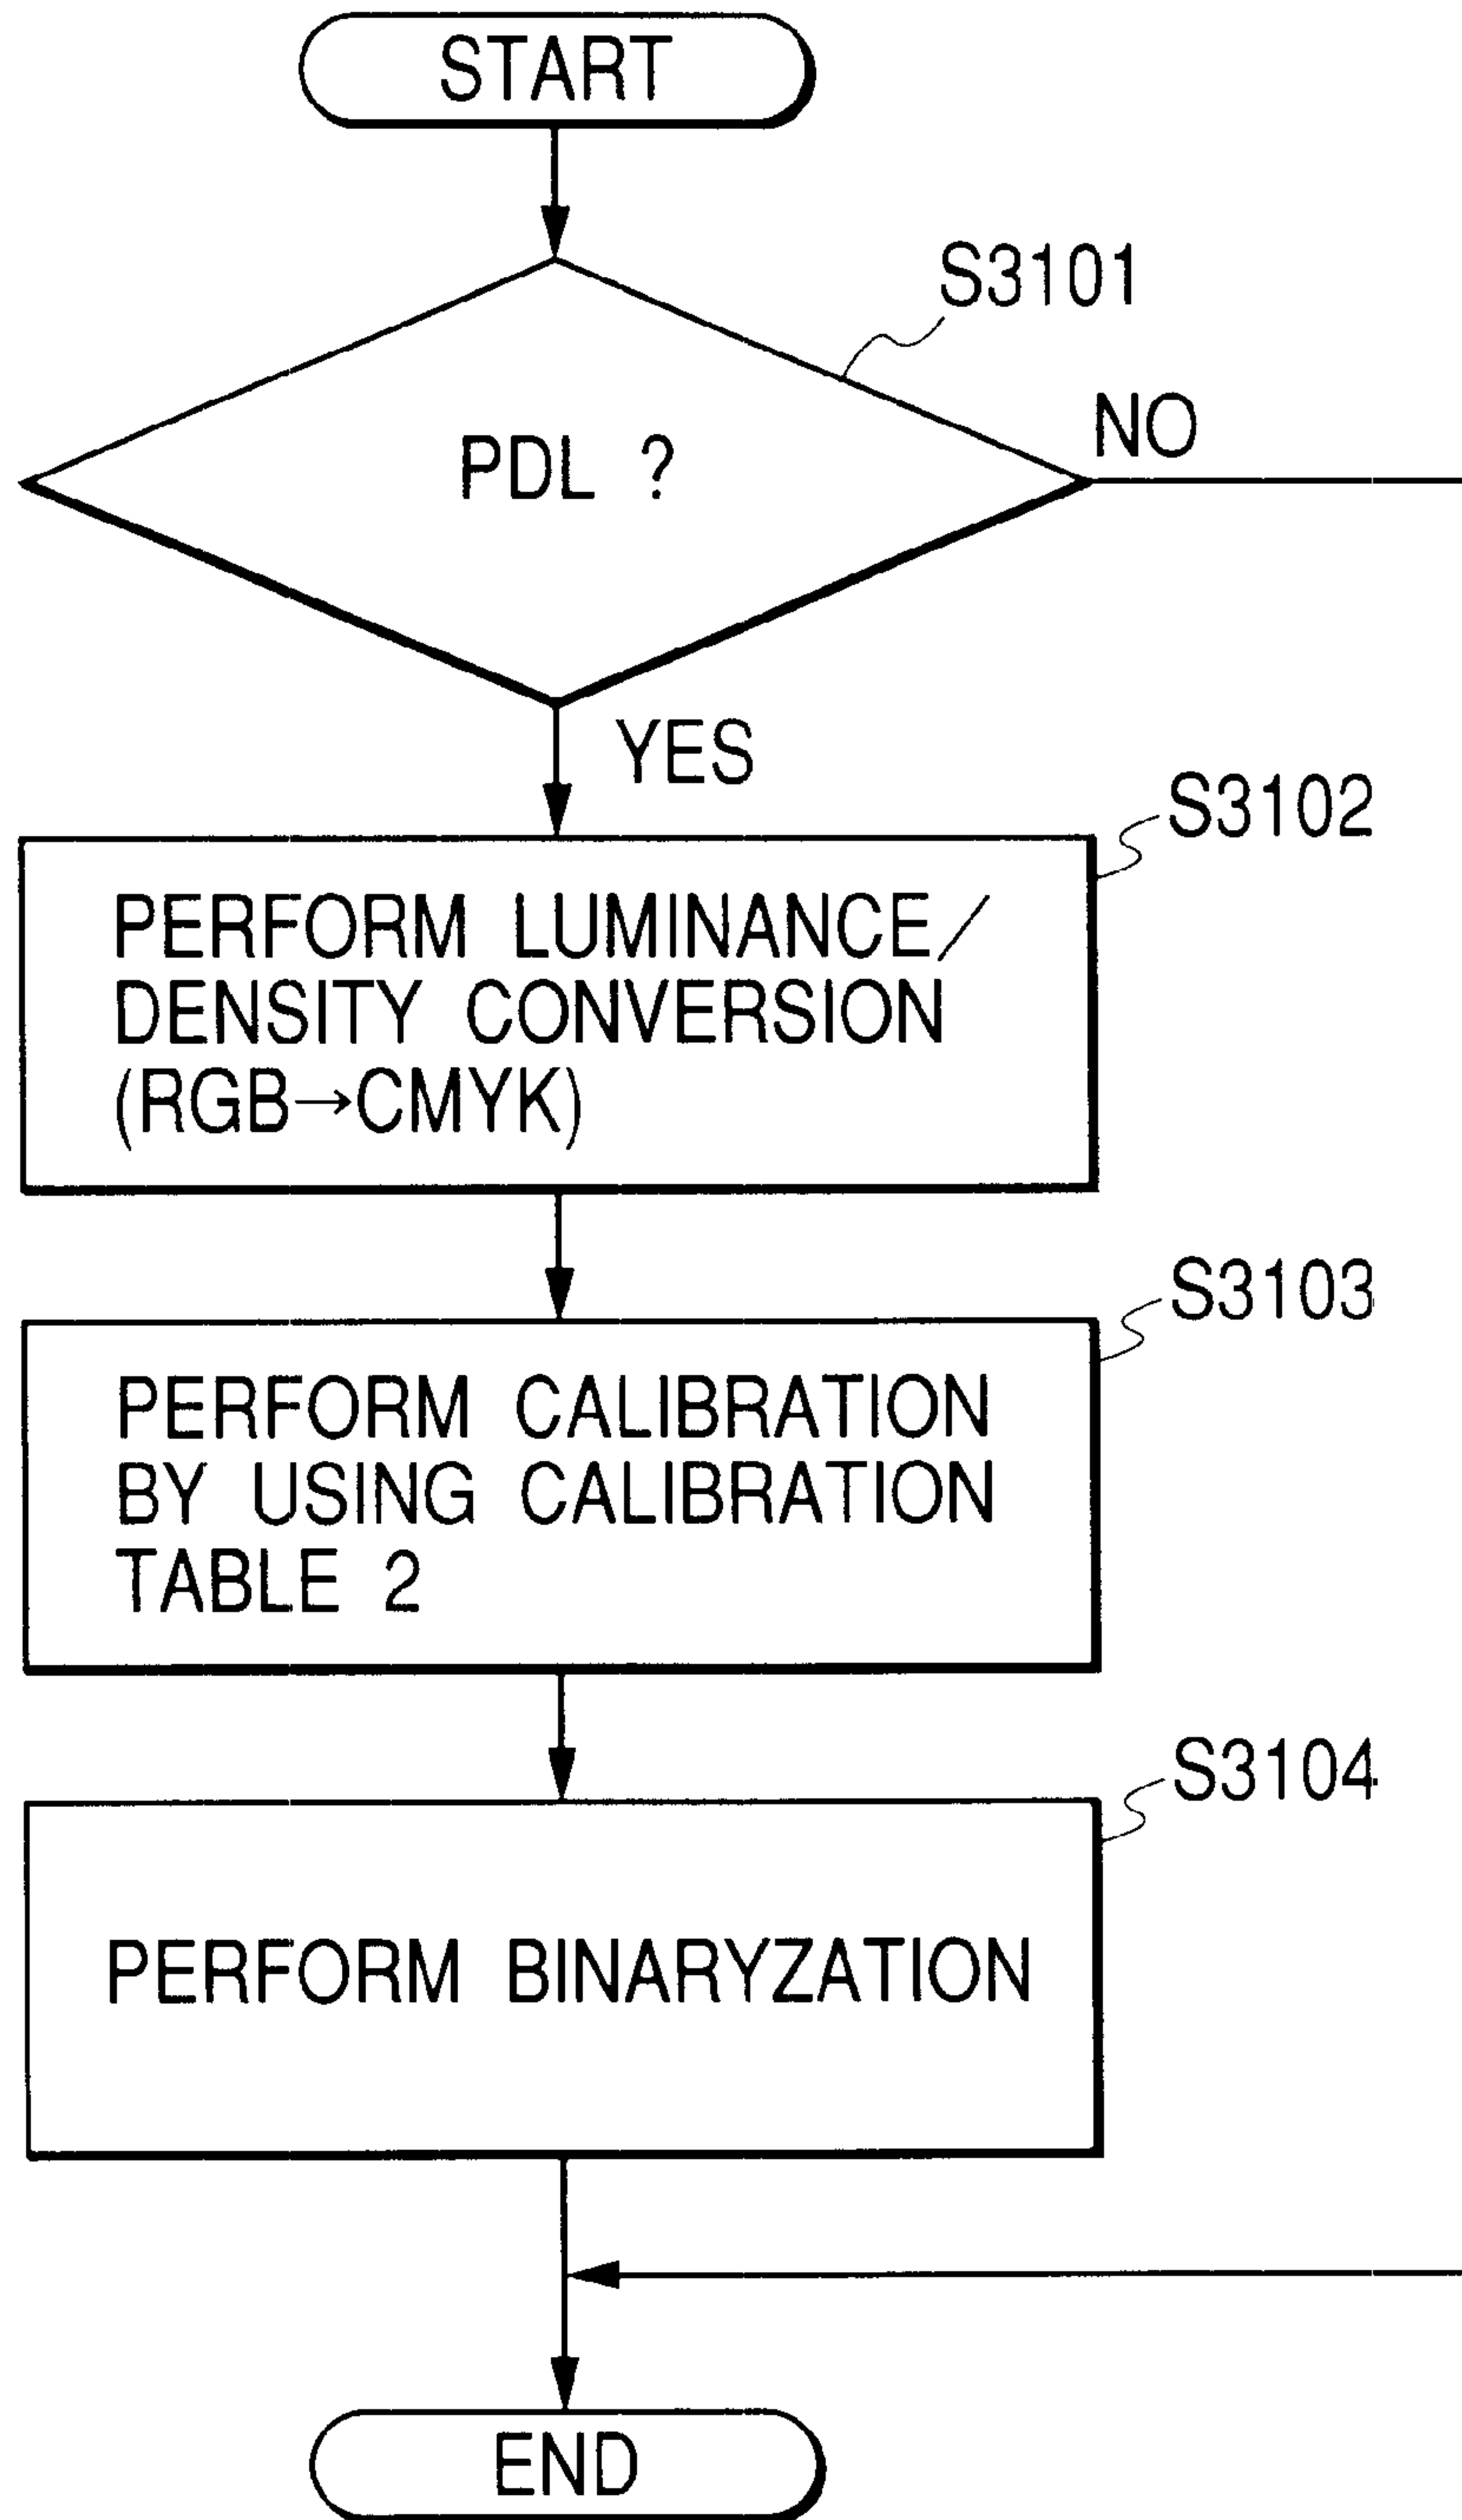 START
S3101
NO
PDL ?
YES
S3102
PERFORM LUMINANCE/
DENSITY CONVERSION
(RGB→CMYK)
S3103
PERFORM CALIBRATION
BY USING CALIBRATION
TABLE 2
S3104
PERFORM BINARYZATION
END